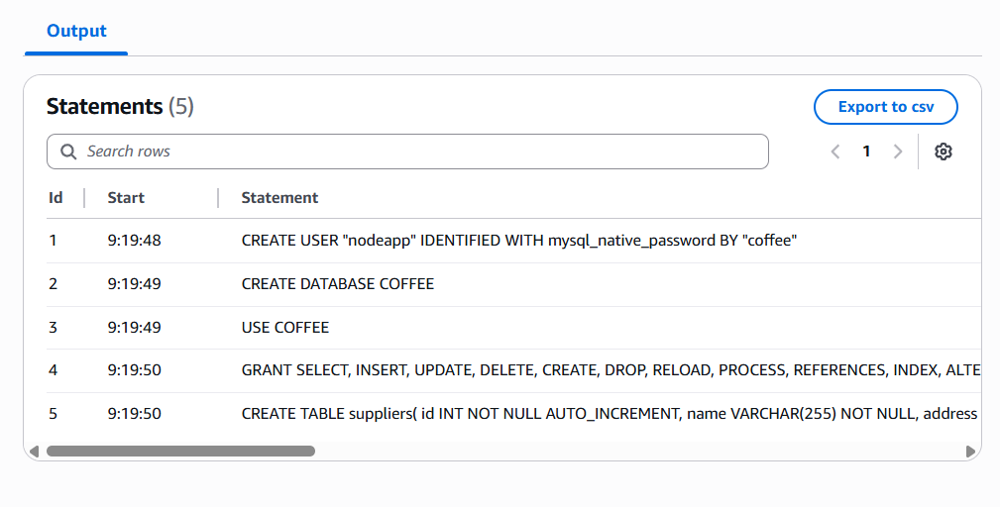 Output
Statements (5)
Export to csv
Search rows
1
Id Start Statement
1 9:19:48 CREATE USER "nodeapp" IDENTIFIED WITH mysql_native_password BY "coffee"
2 9:19:49 CREATE DATABASE COFFEE
3 9:19:49 USE COFFEE
4 9:19:50 GRANT SELECT, INSERT, UPDATE, DELETE, CREATE, DROP, RELOAD, PROCESS, REFERENCES, INDEX, ALTE
5 9:19:50 CREATE TABLE suppliers( id INT NOT NULL AUTO_INCREMENT, name VARCHAR(255) NOT NULL, address